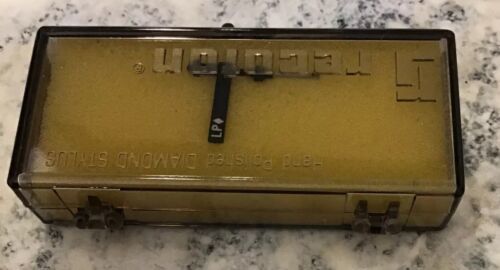 Hand Polished DIAMOND STYLUS
LP♦
recoton®